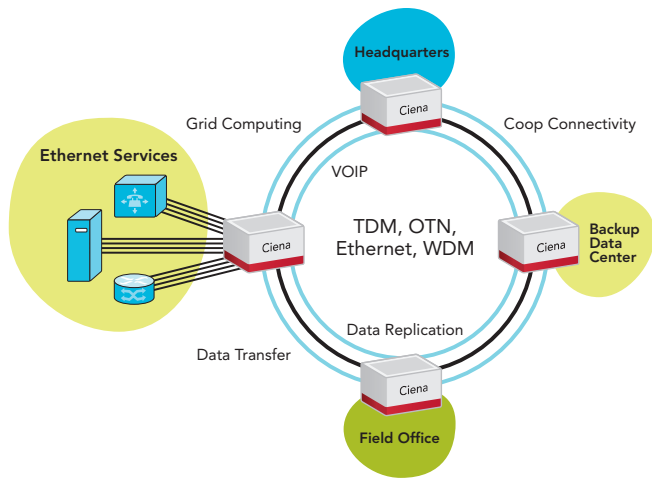 Headquarters
Ciena
Grid Computing
Coop Connectivity
Ethernet Services
VOIP
TDM, OTN,
Ethernet, WDM
Ciena
Ciena
Backup
Data
Center
Data Replication
Data Transfer
Ciena
Field Office